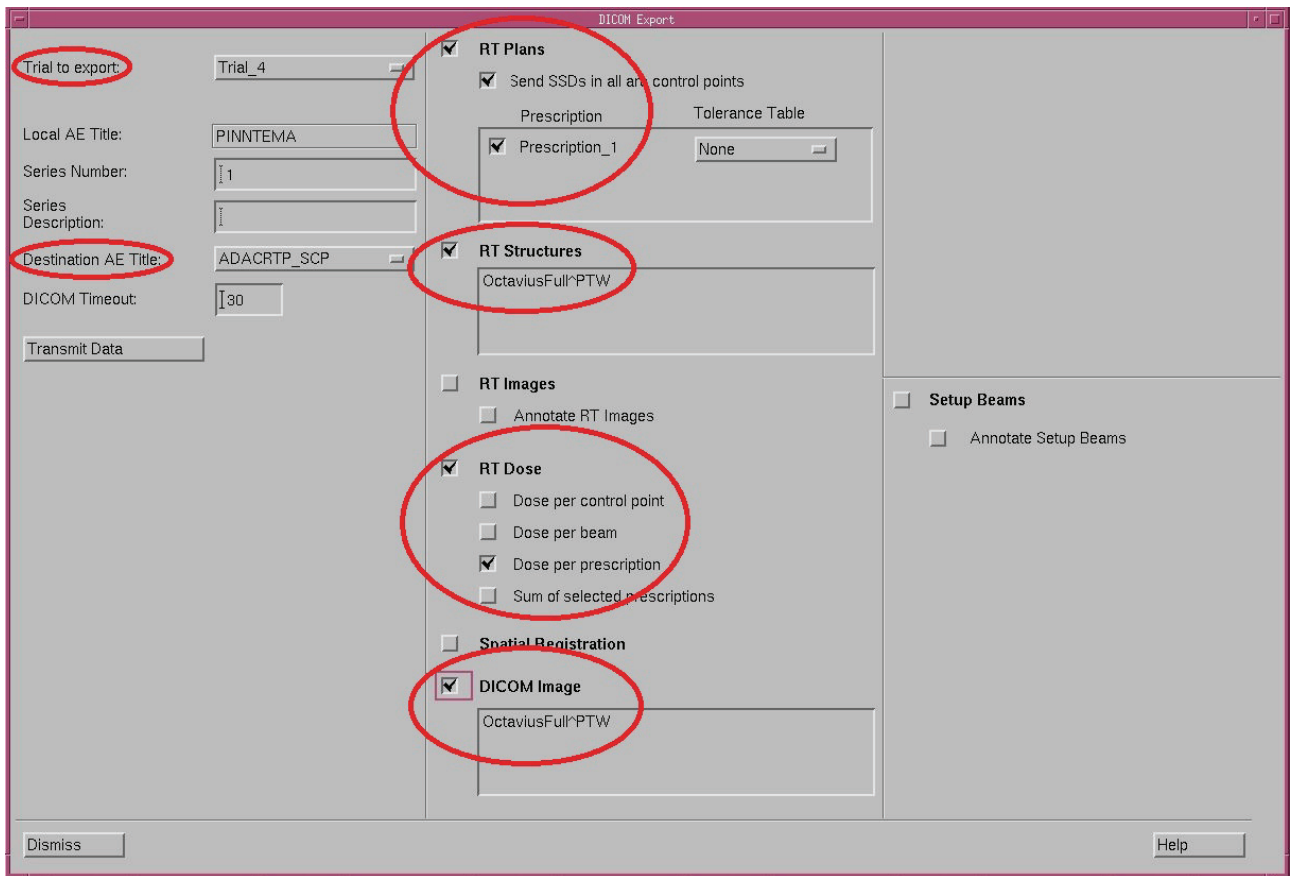 DICOM Export
Trial to export:
Trial_4
Local AE Title:
PINNTEMA
Series Number:
1
Series
Description:
Destination AE Title:
ADACRTP_SCP
DICOM Timeout:
30
Transmit Data
RT Plans
Send SSDs in all arc control points
Prescription
Tolerance Table
Prescription_1
None
RT Structures
OctaviusFull^PTW
RT Images
Annotate RT Images
RT Dose
Dose per control point
Dose per beam
Dose per prescription
Sum of selected prescriptions
Spatial Registration
DICOM Image
OctaviusFull^PTW
Setup Beams
Annotate Setup Beams
Dismiss
Help